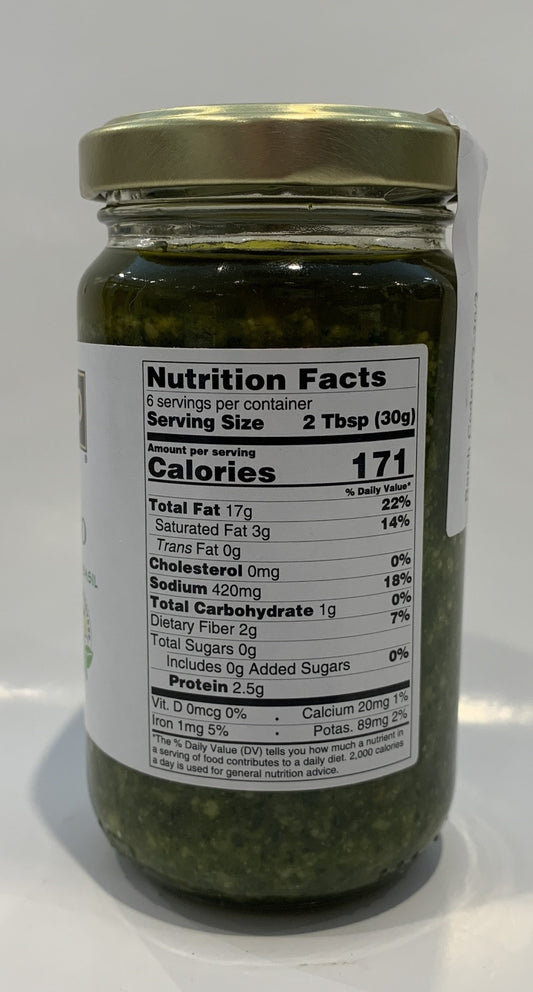 Nutrition Facts
6 servings per container
Serving Size 2 Tbsp (30g)
Amount per serving
Calories 171
% Daily Value*
Total Fat 17g 22%
Saturated Fat 3g 14%
Trans Fat 0g
Cholesterol 0mg 0%
Sodium 420mg 18%
Total Carbohydrate 1g 0%
Dietary Fiber 2g 7%
Total Sugars 0g
Includes 0g Added Sugars 0%
Protein 2.5g
Vit. D 0mcg 0% • Calcium 20mg 1%
Iron 1mg 5% • Potas. 89mg 2%
*The % Daily Value (DV) tells you how much a nutrient in
a serving of food contributes to a daily diet. 2,000 calories
a day is used for general nutrition advice.